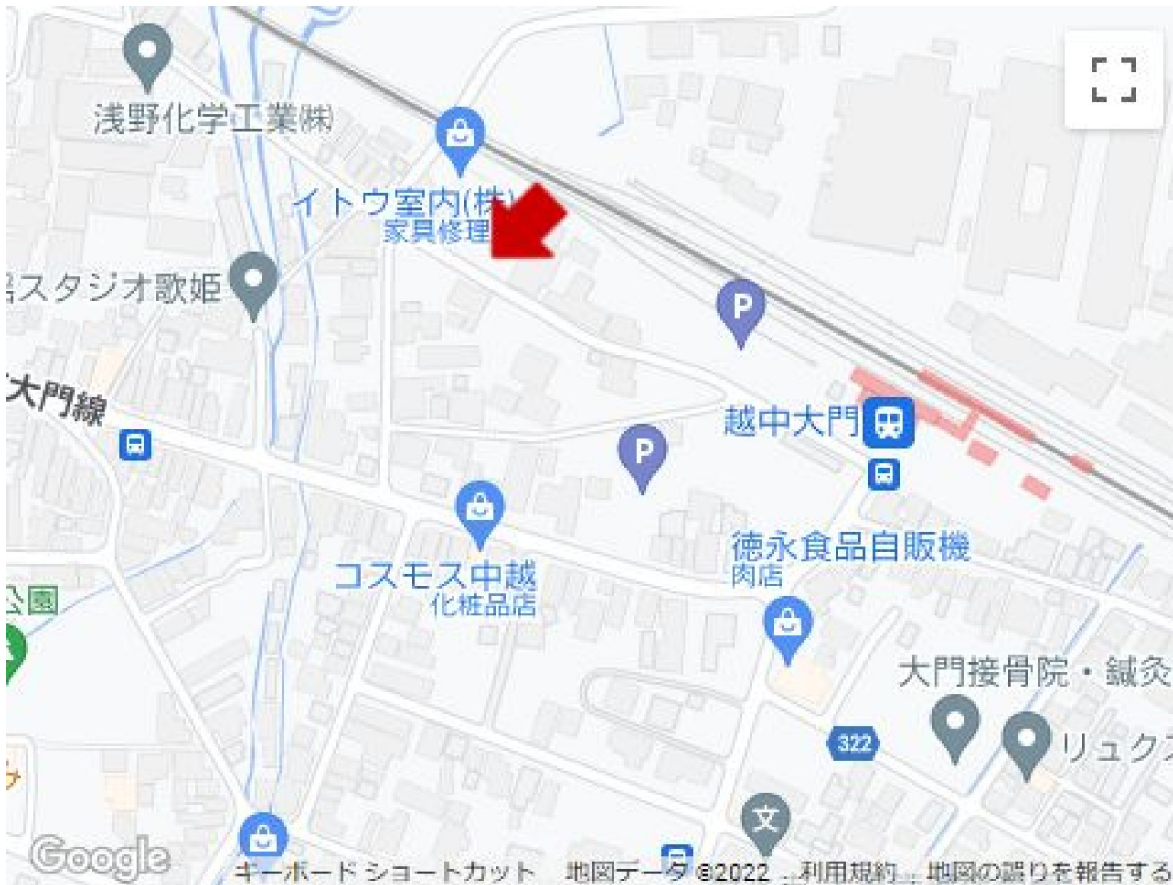 浅野化学工業㈱
イトウ室内(株)
家具修理
スタジオ歌姫
大門線
P
越中大門
P
徳永食品自販機
肉店
コスモス中越
化粧品店
公園
大門接骨院・鍼灸
322
リュクス
文
Google
キーボード ショートカット
地図データ ©2022
利用規約
地図の誤りを報告する